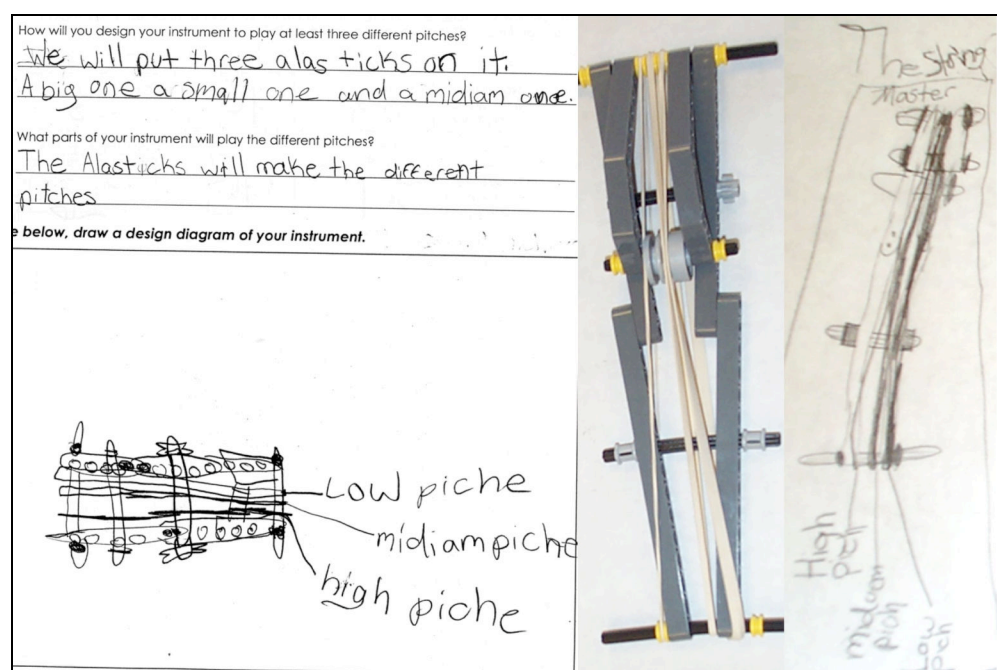 How will you design your instrument to play at least three different pitches?
We will put three alas ticks on it.
A big one a small one and a midiam one.
What parts of your instrument will play the different pitches?
The Alasticks will make the different
pitches
e below, draw a design diagram of your instrument.
Low piche
midiam piche
high piche
The String
Master
High
pich
midiam
pich
Low
pich